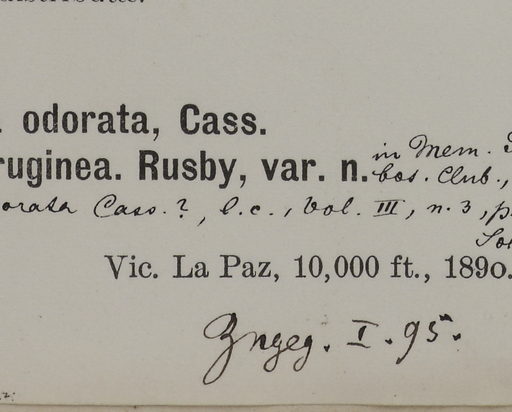 . odorata, Cass.
in Mem.
ruginea. Rusby, var. n. bot. Club.,
orata Cass. ?, l.c., Vol. III, n. 3, p.
Vic. La Paz, 10,000 ft., 1890.
Zngeg. I. 95.